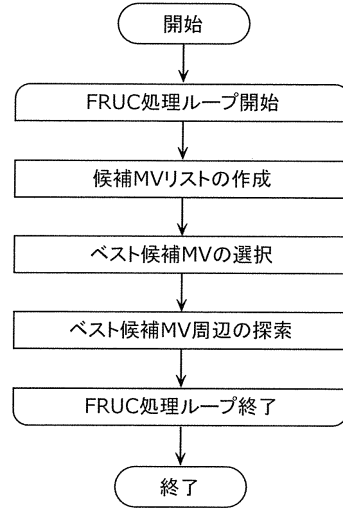 開始
FRUC処理ループ開始
候補MVリストの作成
ベスト候補MVの選択
ベスト候補MV周辺の探索
FRUC処理ループ終了
終了